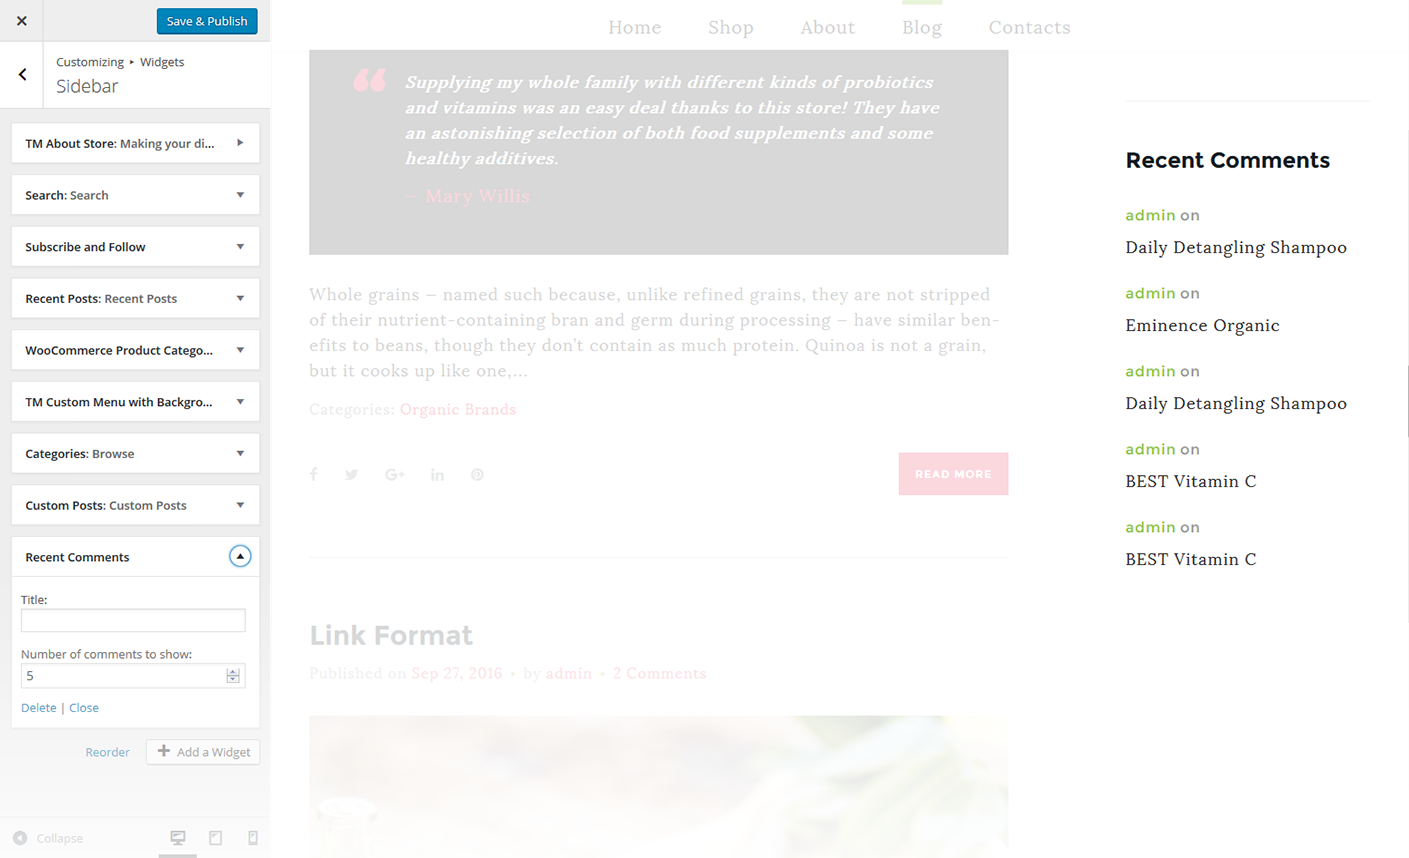 Save & Publish
Customizing ▸ Widgets
Sidebar
TM About Store: Making your di...
Search: Search
Subscribe and Follow
Recent Posts: Recent Posts
WooCommerce Product Catego...
TM Custom Menu with Backgro...
Categories: Browse
Custom Posts: Custom Posts
Recent Comments
Title:
Number of comments to show:
5
Delete | Close
Reorder
Add a Widget
Collapse
Home Shop About Blog Contacts
Supplying my whole family with different kinds of probiotics
and vitamins was an easy deal thanks to this store! They have
an astonishing selection of both food supplements and some
healthy additives.
— Mary Willis
Whole grains — named such because, unlike refined grains, they are not stripped
of their nutrient-containing bran and germ during processing — have similar ben-
efits to beans, though they don’t contain as much protein. Quinoa is not a grain,
but it cooks up like one,...
Categories: Organic Brands
READ MORE
Link Format
Published on Sep 27, 2016 • by admin • 2 Comments
Recent Comments
admin on
Daily Detangling Shampoo
admin on
Eminence Organic
admin on
Daily Detangling Shampoo
admin on
BEST Vitamin C
admin on
BEST Vitamin C